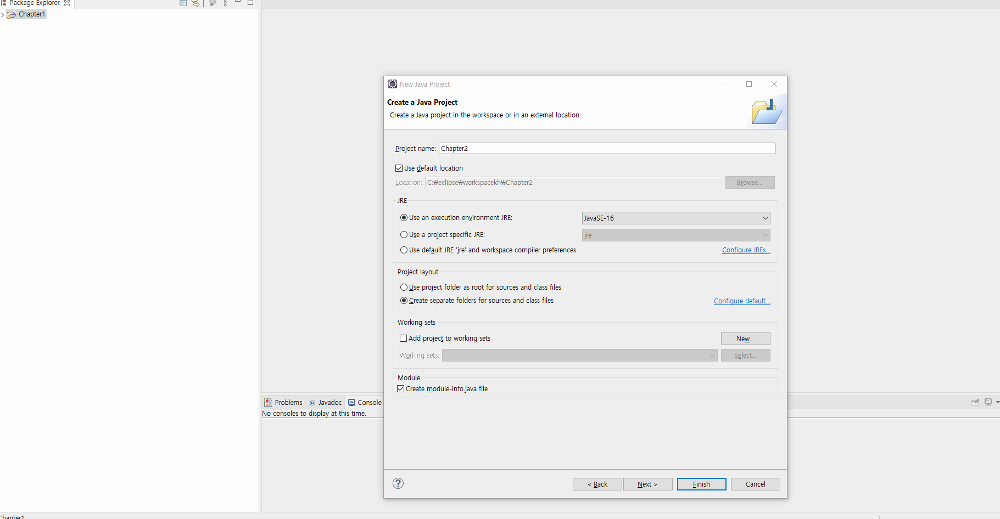 Package Explorer
Chapter1
New Java Project
Create a Java Project
Create a Java project in the workspace or in an external location.
Project name: Chapter2
Use default location
Location: C:₩eclipse₩workspacekh₩Chapter2 Browse...
JRE
Use an execution environment JRE: JavaSE-16
Use a project specific JRE: jre
Use default JRE 'jre' and workspace compiler preferences Configure JREs...
Project layout
Use project folder as root for sources and class files
Create separate folders for sources and class files Configure default...
Working sets
Add project to working sets New...
Working sets: Select...
Module
Create module-info.java file
Problems @ Javadoc Console
No consoles to display at this time.
? < Back Next > Finish Cancel
Chapter1